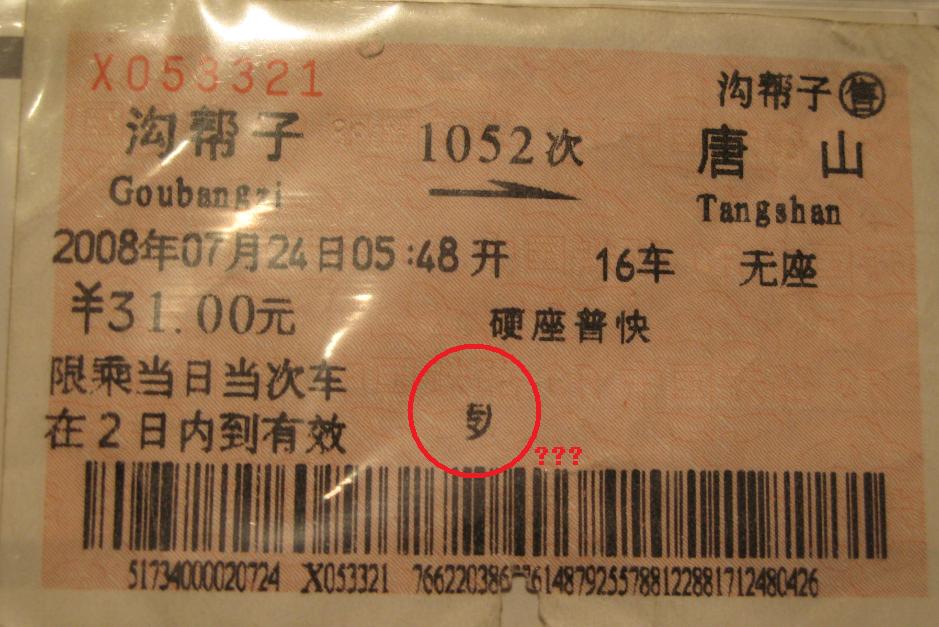 X053321
沟帮子售
沟帮子 1052次 唐山
Goubangzi Tangshan
2008年07月24日05:48开 16车 无座
¥31.00元 硬座普快
限乘当日当次车
在2日内到有效
???
51734000020724 X053321